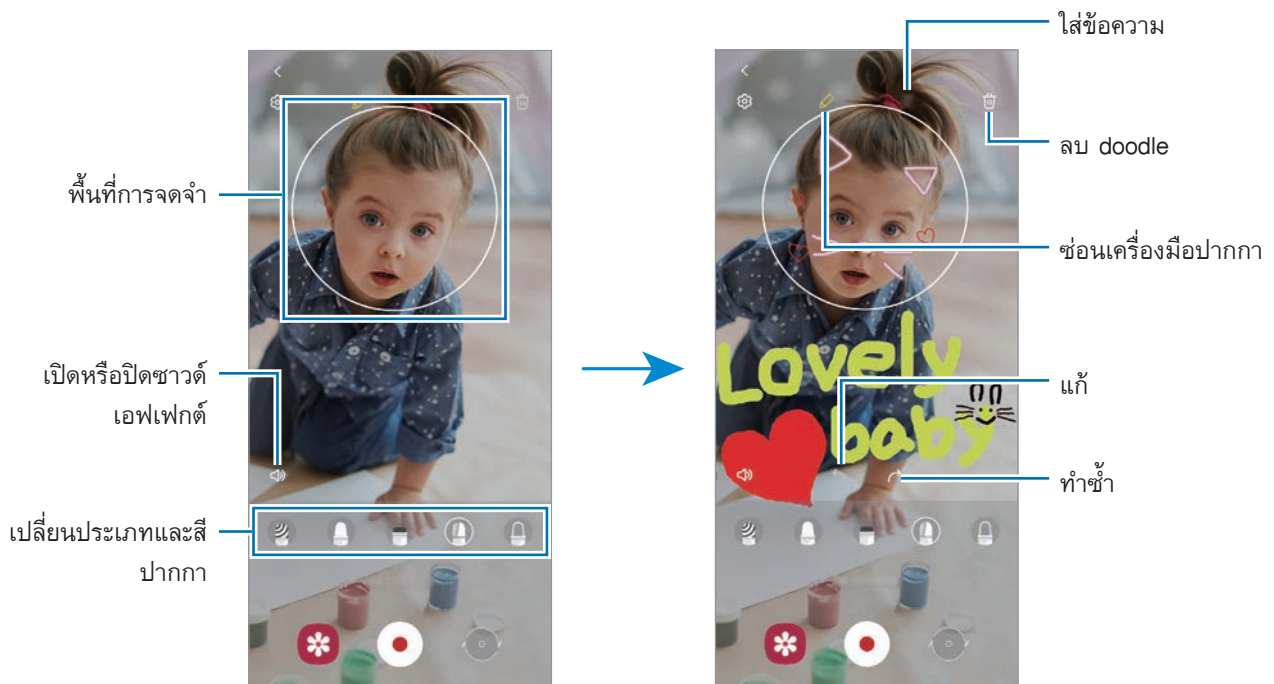 ใส่ข้อความ
ลบ doodle
พื้นที่การจดจำ
ซ่อนเครื่องมือปากกา
เปิดหรือปิดซาวด์
เอฟเฟกต์
Lovely
baby
แก้
ทำซ้ำ
เปลี่ยนประเภทและสี
ปากกา